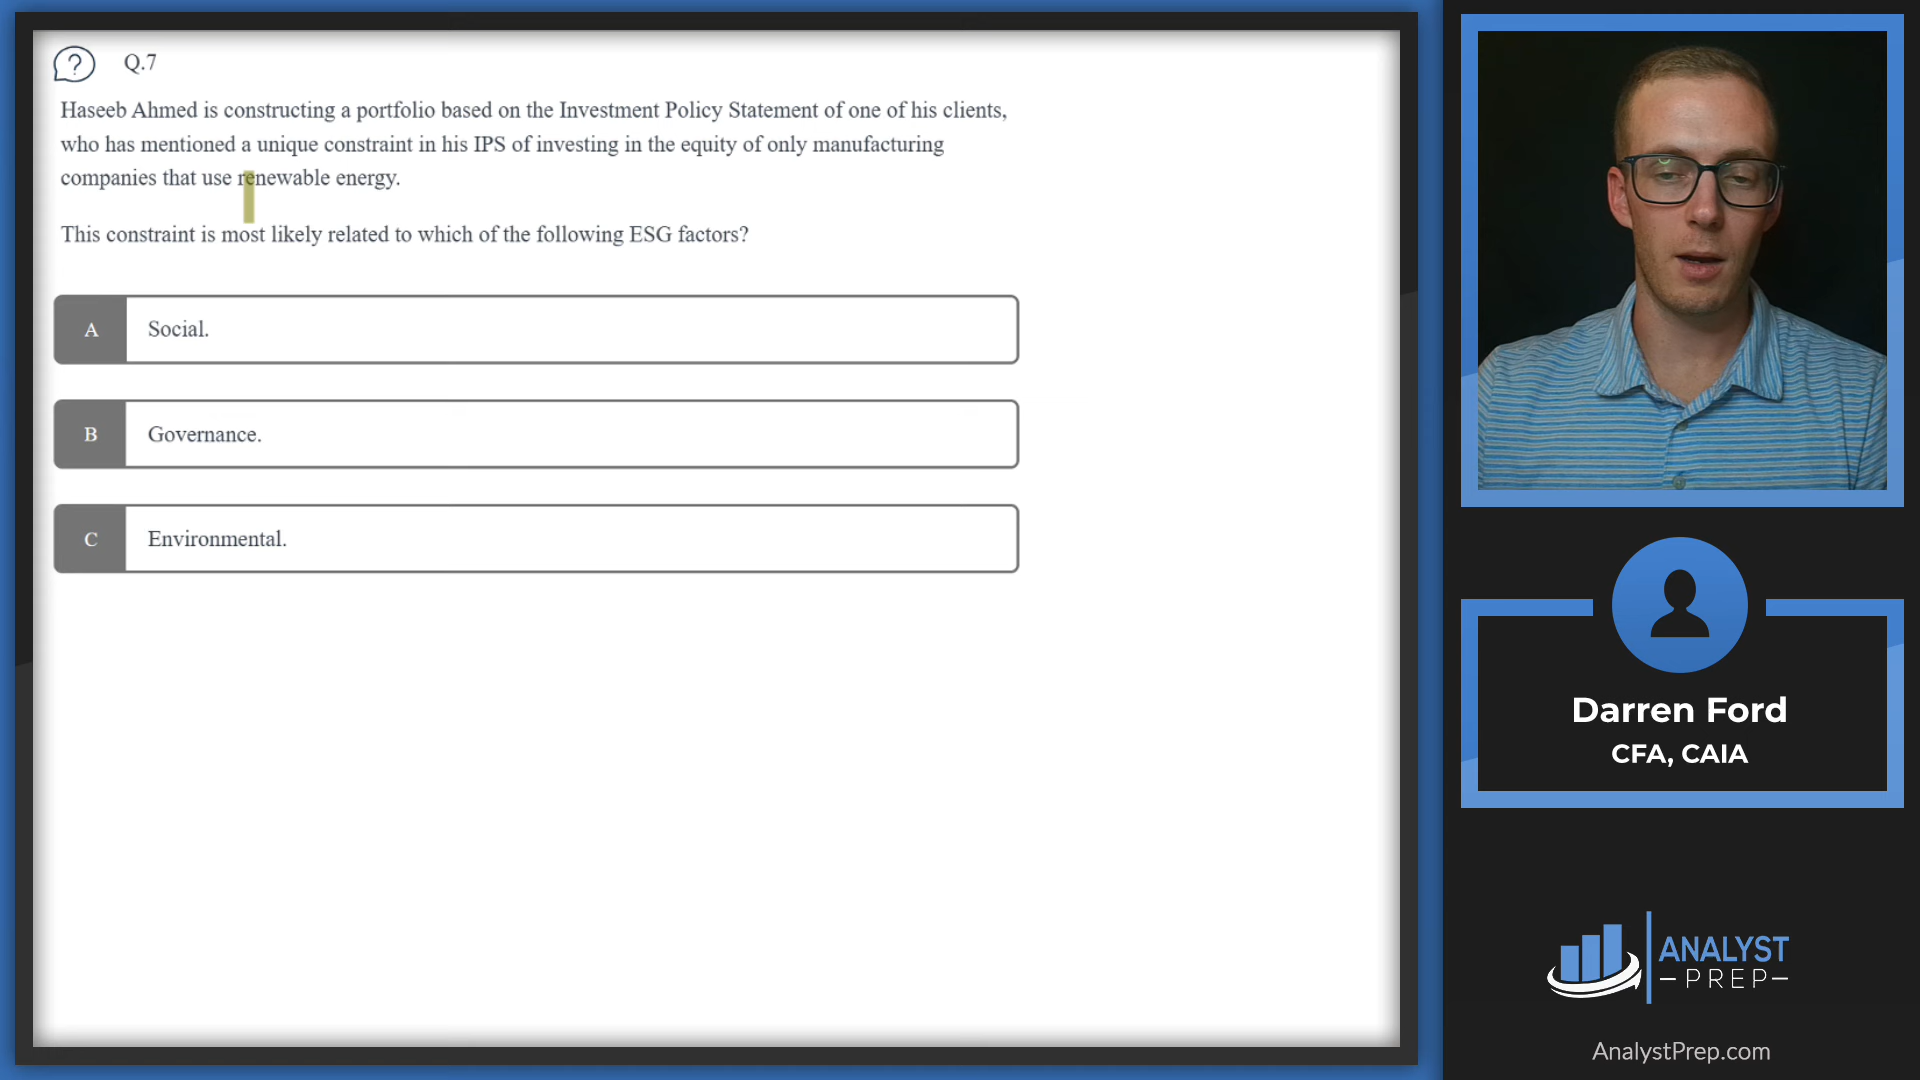 ?
Q.7
Haseeb Ahmed is constructing a portfolio based on the Investment Policy Statement of one of his clients,
who has mentioned a unique constraint in his IPS of investing in the equity of only manufacturing
companies that use renewable energy.
This constraint is most likely related to which of the following ESG factors?
A Social.
B Governance.
C Environmental.
Darren Ford
CFA, CAIA
ANALYST
PREP
AnalystPrep.com